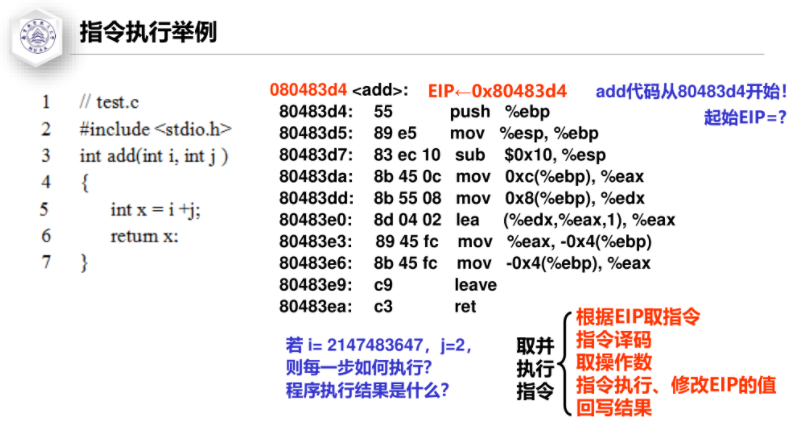 指令执行举例
1 // test.c
2 #include <stdio.h>
3 int add(int i, int j )
4 {
5 int x = i +j;
6 return x:
7 }
080483d4 <add>: EIP←0x80483d4
80483d4: 55 push %ebp
80483d5: 89 e5 mov %esp, %ebp
80483d7: 83 ec 10 sub $0x10, %esp
80483da: 8b 45 0c mov 0xc(%ebp), %eax
80483dd: 8b 55 08 mov 0x8(%ebp), %edx
80483e0: 8d 04 02 lea (%edx,%eax,1), %eax
80483e3: 89 45 fc mov %eax, -0x4(%ebp)
80483e6: 8b 45 fc mov -0x4(%ebp), %eax
80483e9: c9 leave
80483ea: c3 ret
add代码从80483d4开始!
起始EIP=?
若 i= 2147483647，j=2，
则每一步如何执行?
程序执行结果是什么?
取并
执行
指令
根据EIP取指令
指令译码
取操作数
指令执行、修改EIP的值
回写结果